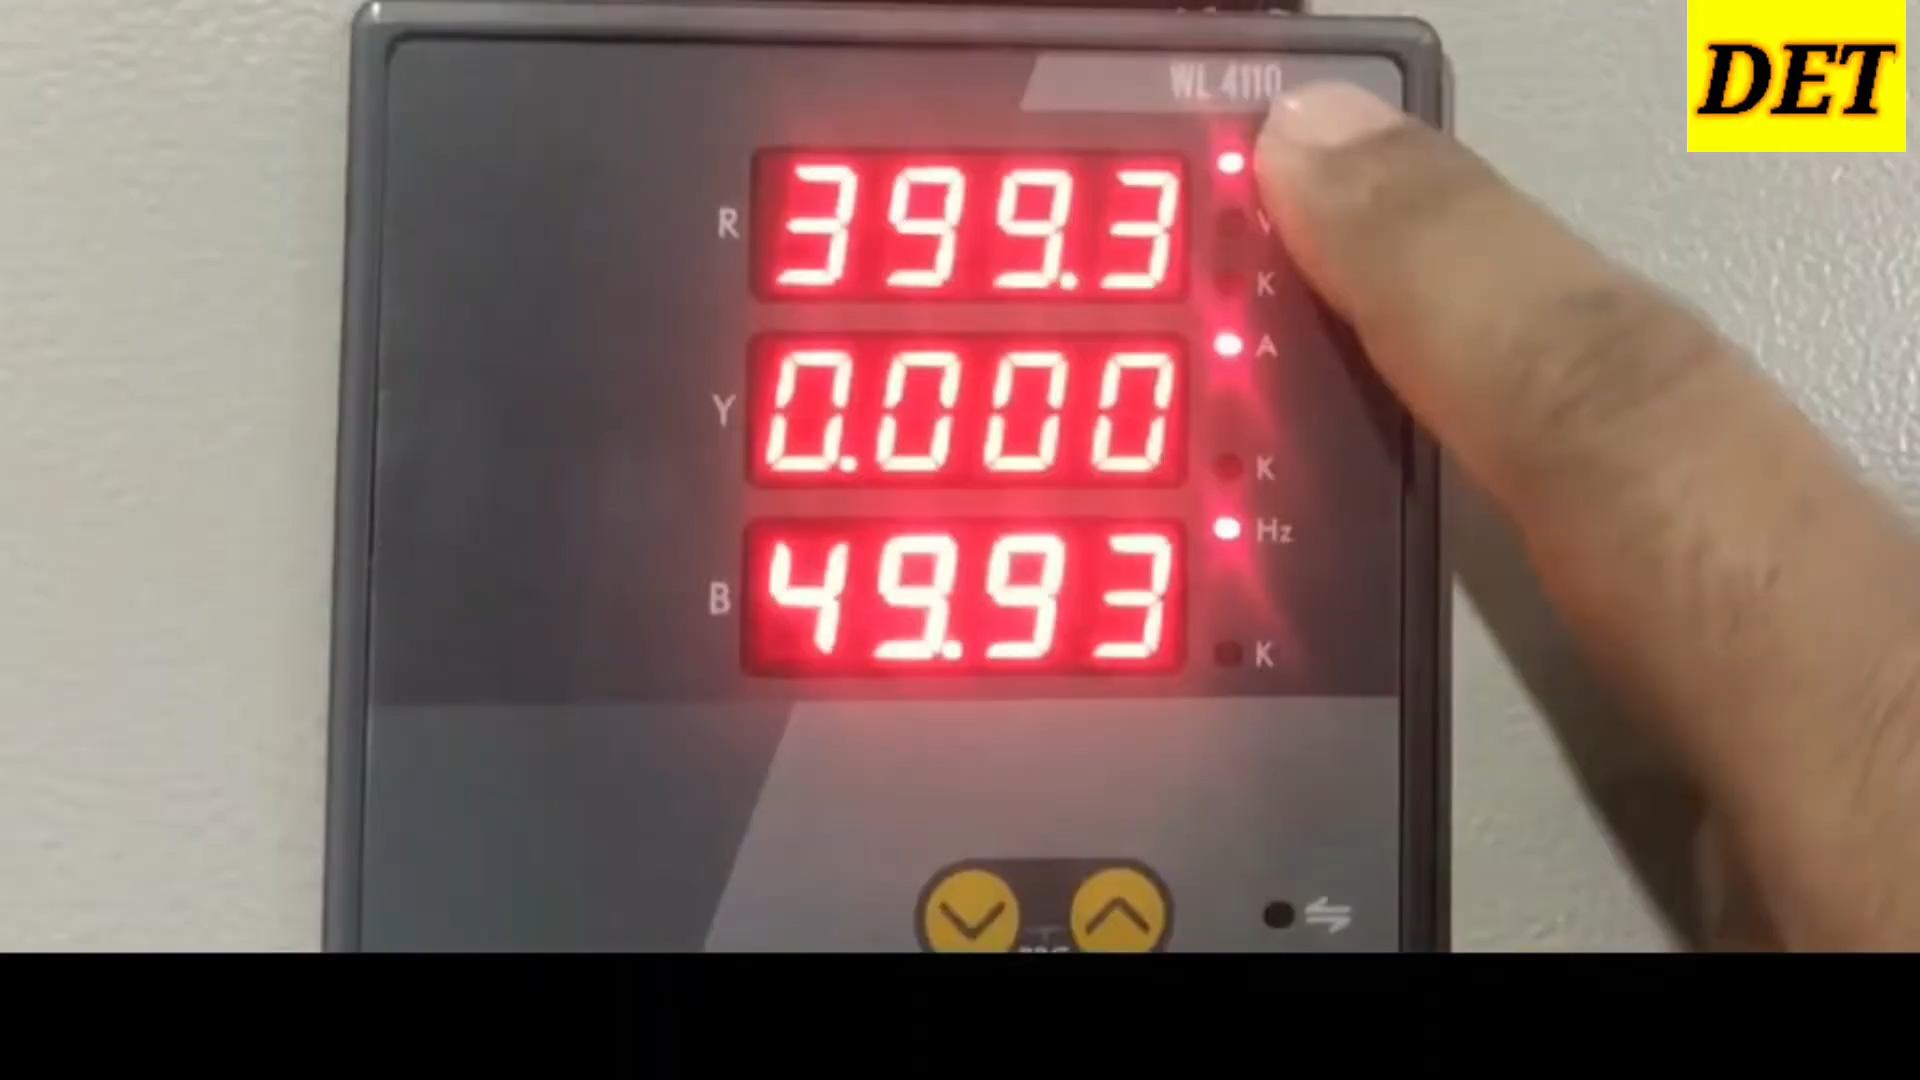 DET
WL 4110
R 399.3
V
K
Y 0.000 A
K
B 49.93 Hz
K